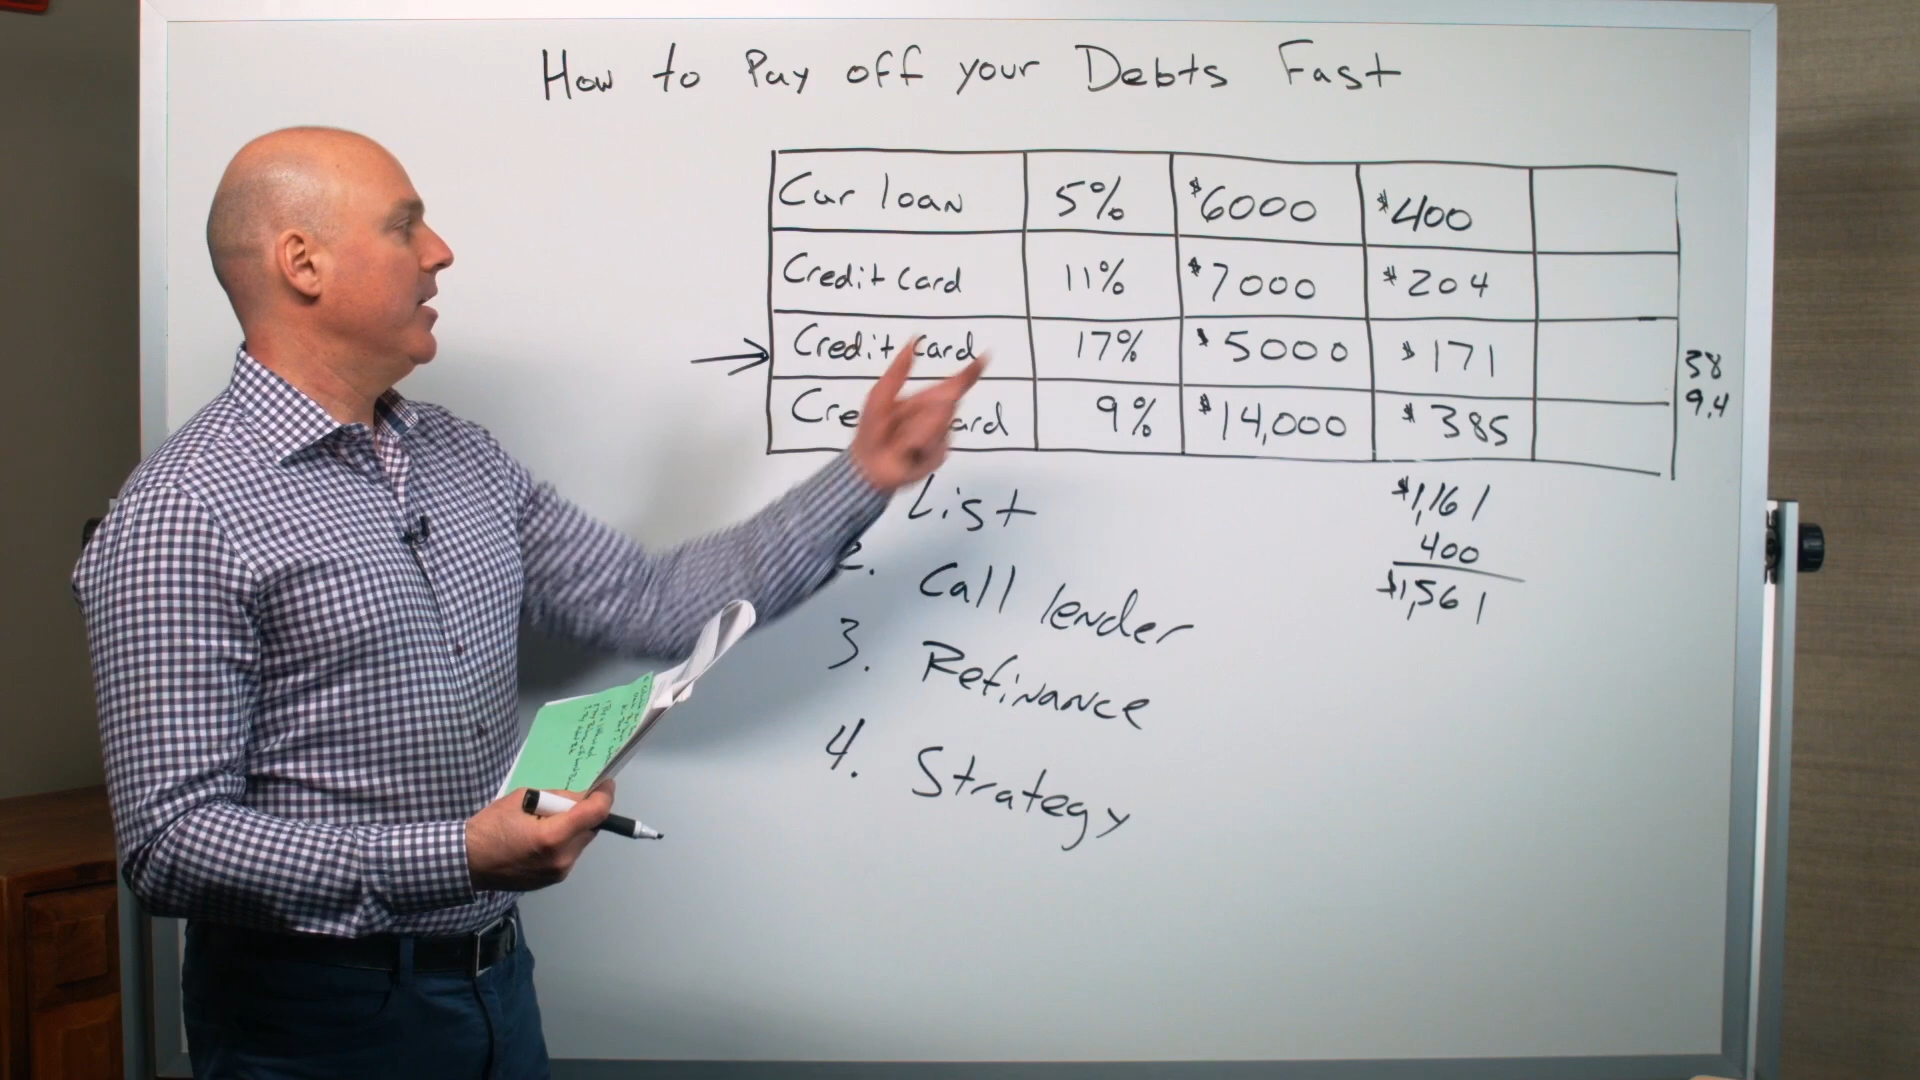 How to Pay off your Debts Fast
Car loan 5% $6000 $400
Credit Card 11% $7000 $204
Credit Card 17% $5000 $171
38
9% $14,000 $385
9.4
List
$1,161
400
$1,561
2. Call lender
3. Refinance
4. Strategy